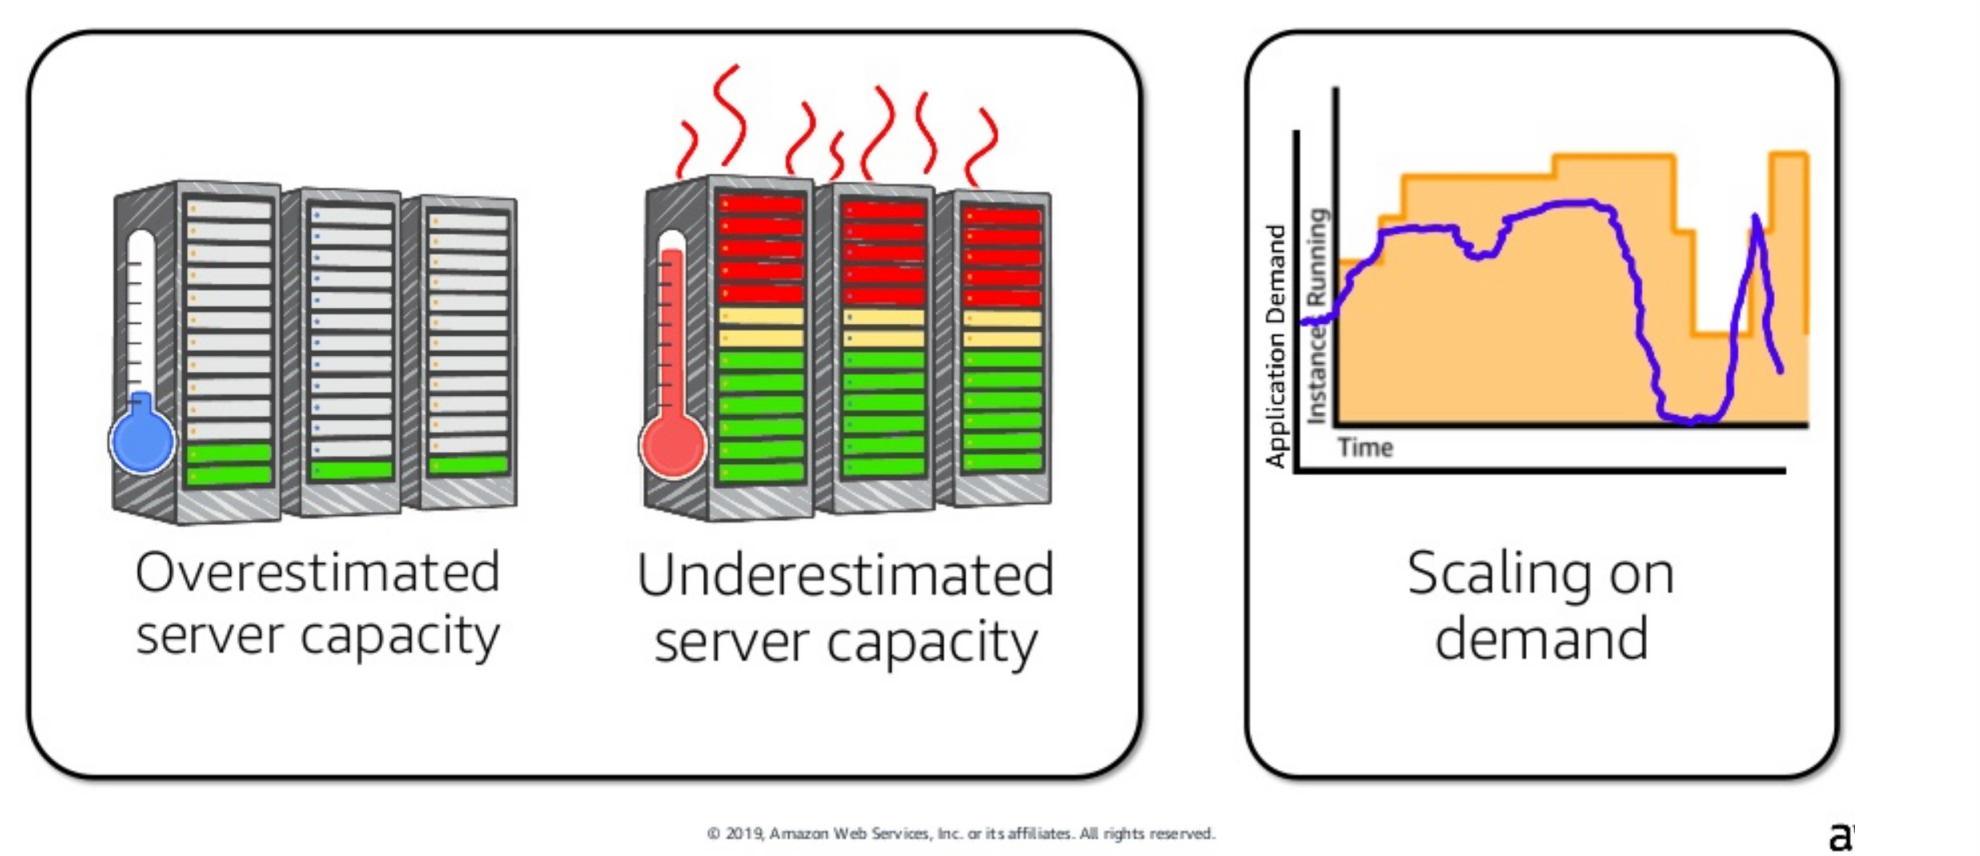 Overestimated
server capacity
Underestimated
server capacity
Application Demand
Instances Running
Time
Scaling on
demand
© 2019, Amazon Web Services, Inc. or its affiliates. All rights reserved.